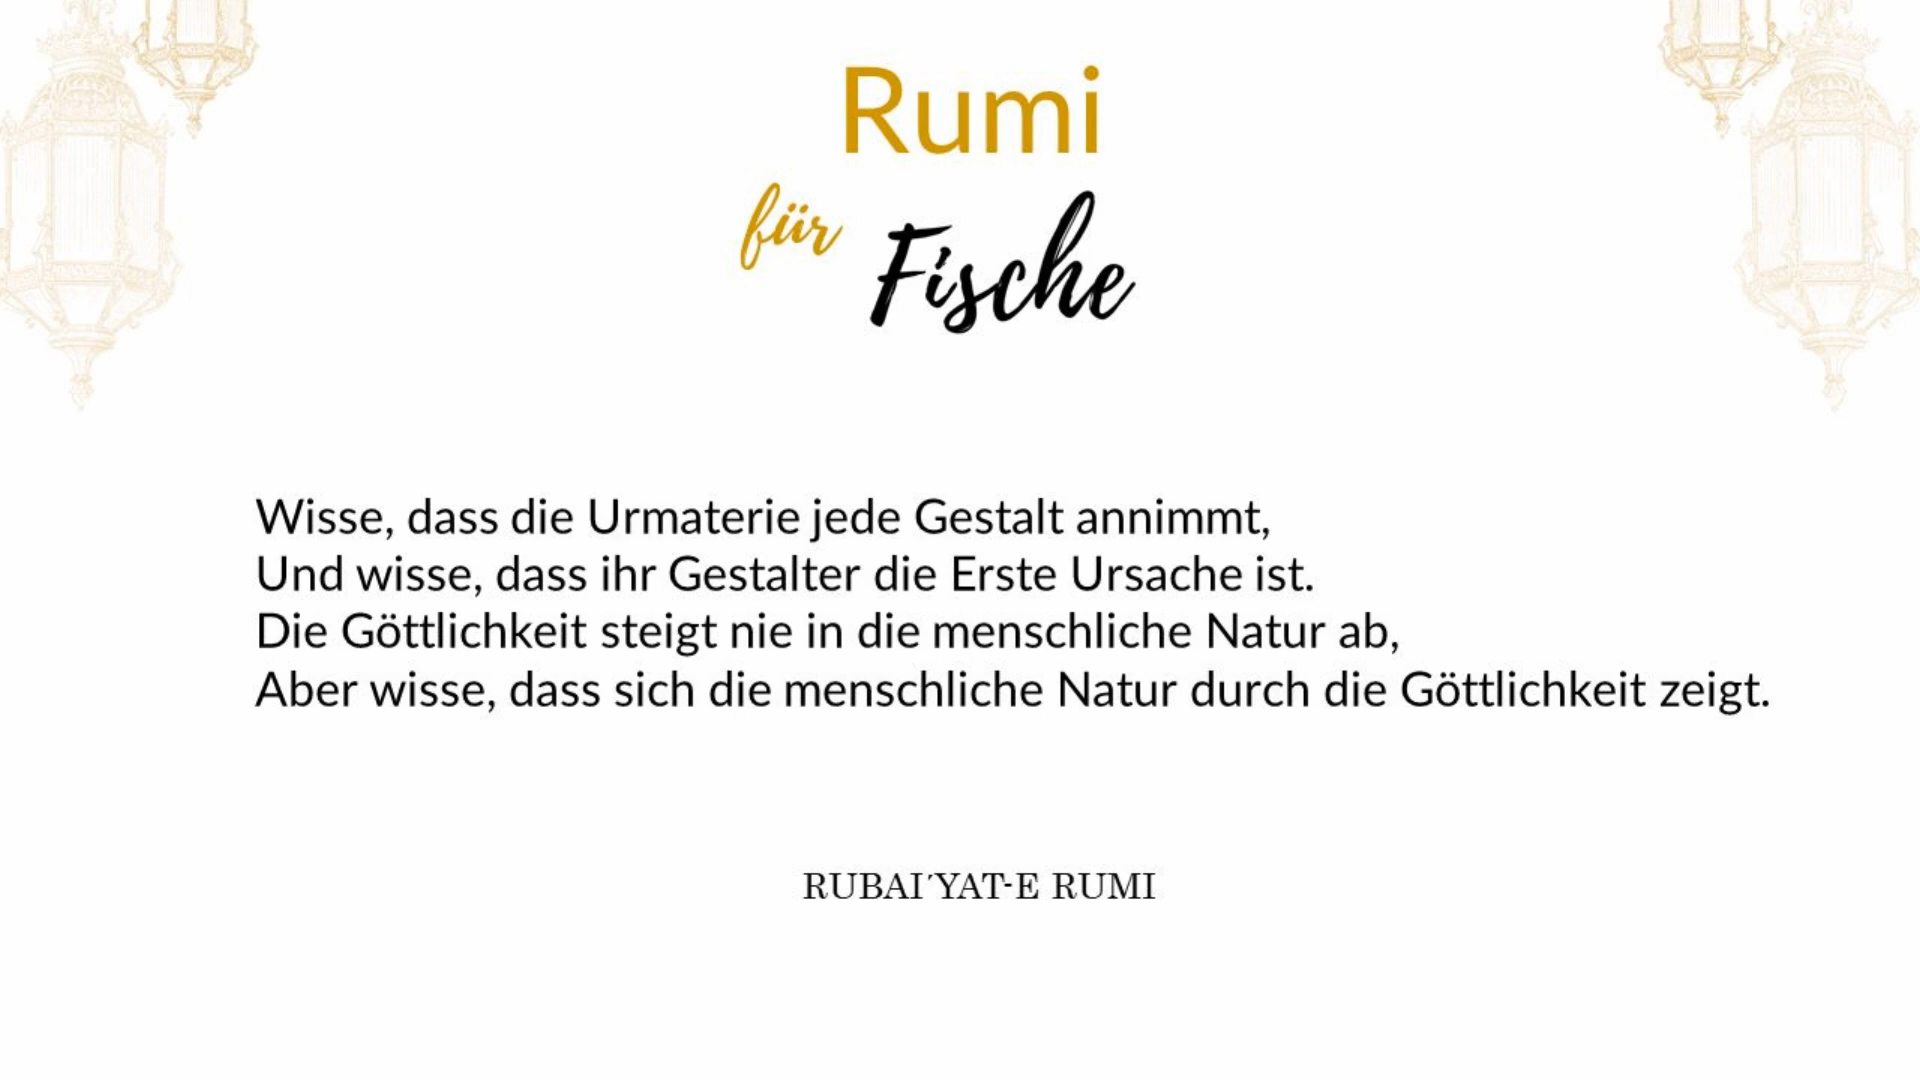 Rumi
für Fische
Wisse, dass die Urmaterie jede Gestalt annimmt,
Und wisse, dass ihr Gestalter die Erste Ursache ist.
Die Göttlichkeit steigt nie in die menschliche Natur ab,
Aber wisse, dass sich die menschliche Natur durch die Göttlichkeit zeigt.
RUBAI´YAT-E RUMI